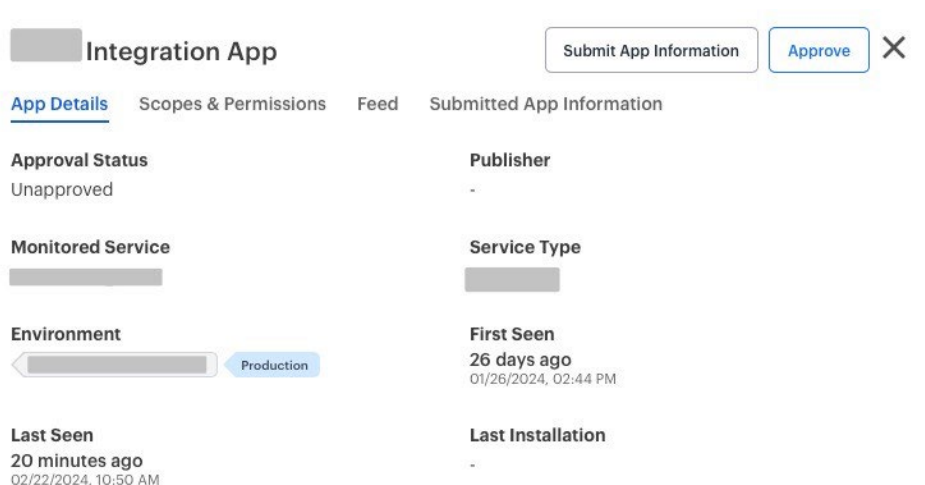 Integration App
Submit App Information
Approve
App Details
Scopes & Permissions
Feed
Submitted App Information
Approval Status
Unapproved
Publisher
-
Monitored Service
Service Type
Environment
Production
First Seen
26 days ago
01/26/2024, 02:44 PM
Last Seen
20 minutes ago
02/22/2024, 10:50 AM
Last Installation
-